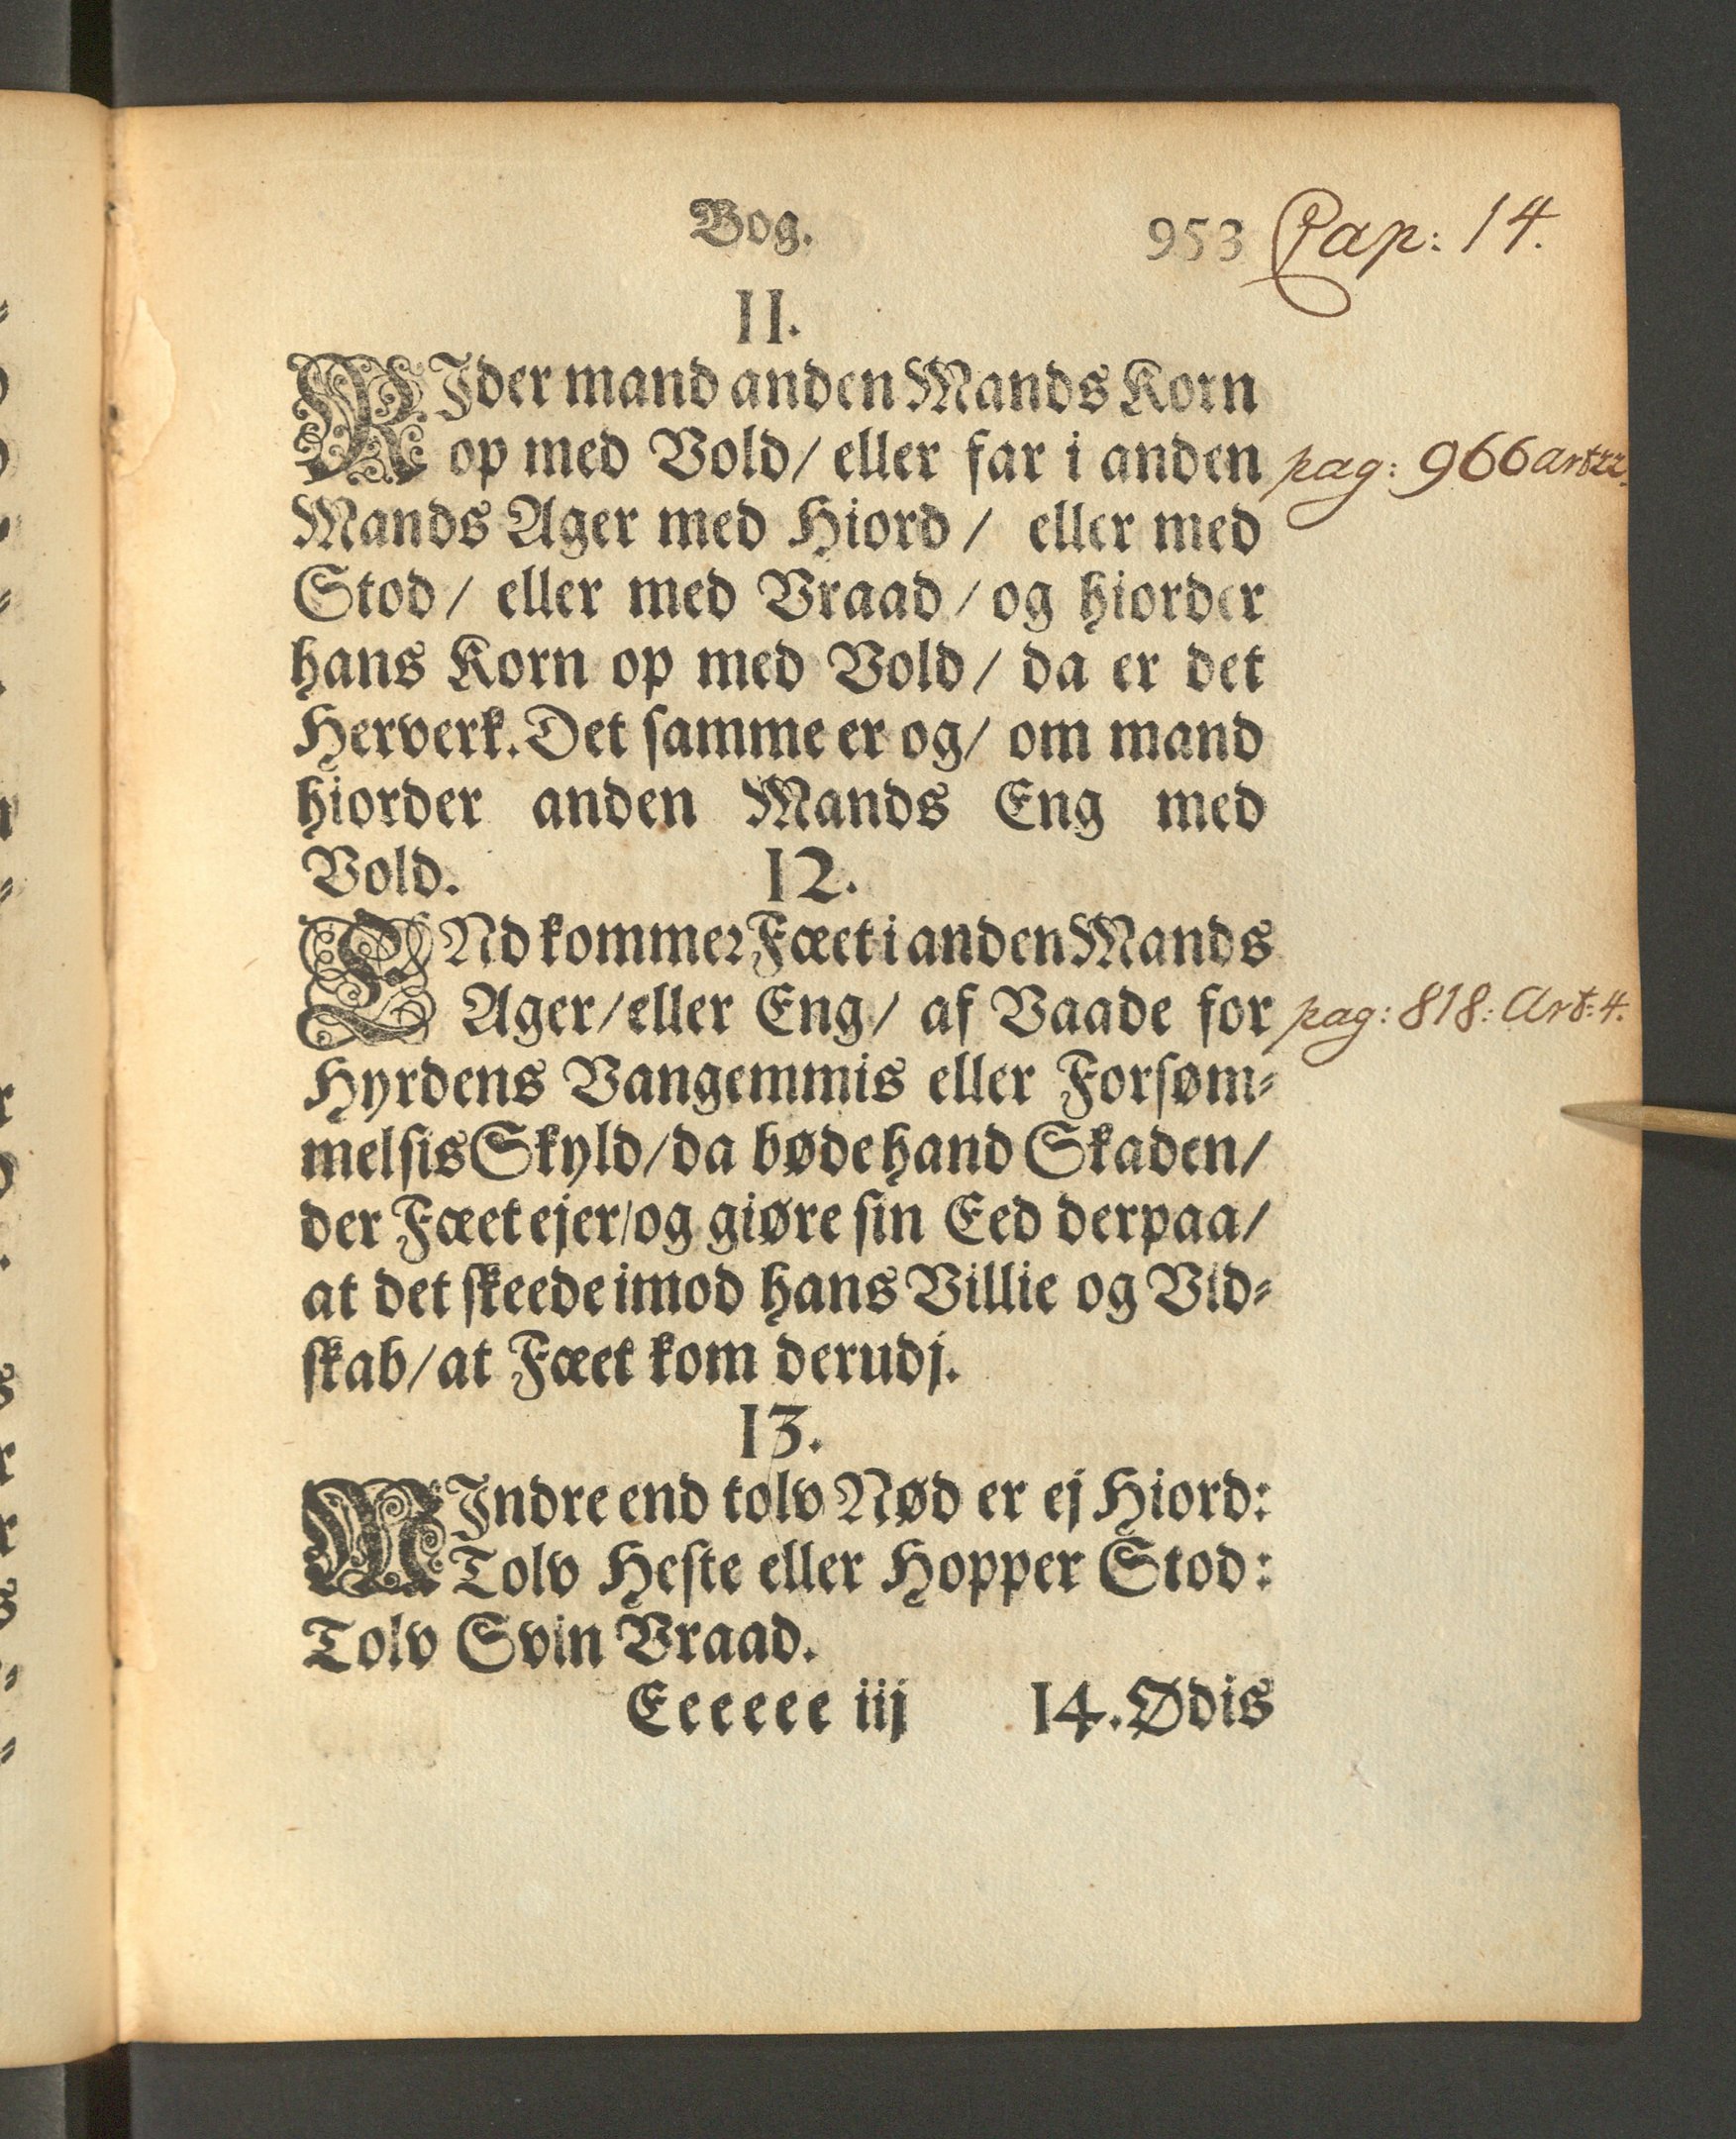 Bog.
953 Cap: 14.
11.
RIder mand anden Mands Korn
op med Vold/ eller far i anden pag: 966 art 22.
Mands Ager med Hiord/ eller med
Stod/ eller med Vraad/ og hiorder
hans Korn op med Vold/ da er det
Herverk. Det samme er og/ om mand
hiorder anden Mands Eng med
Vold. 12.
ENd kommer Fæet i anden Mands
Ager/ eller Eng/ af Vaade for pag: 818: Art: 4.
Hyrdens Vangemmis eller Forsøm-
melsis Skyld/ da bøde hand Skaden/
der Fæet ejer/ og giøre sin Eed derpaa/
at det skeede imod hans Villie og Vid-
skab/ at Fæet kom derudj.
13.
MIndre end tolv Nød er ej Hiord:
Tolv Heste eller Hopper Stod:
Tolv Svin Vraad.
Eeeeee iij 14. Ødis